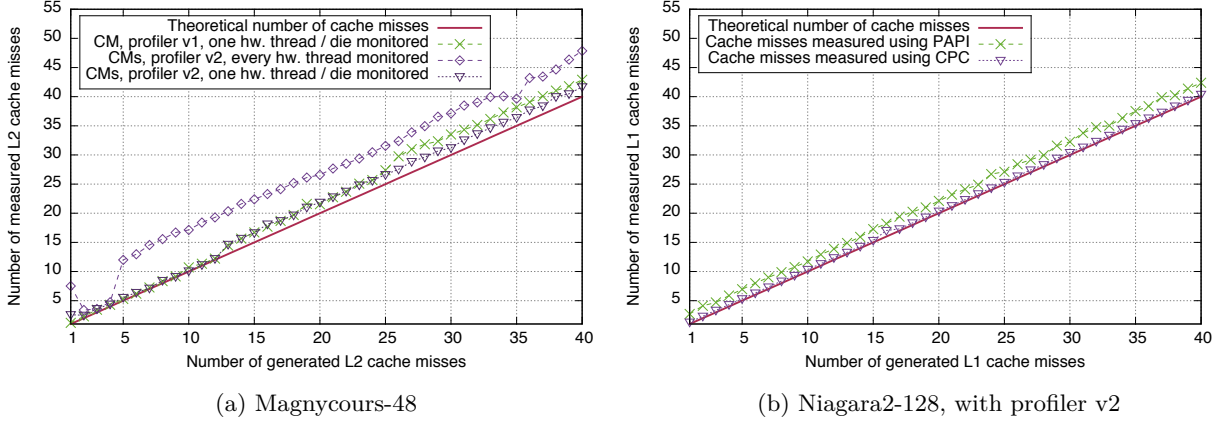 Number of measured L2 cache misses
55
50
45
40
35
30
25
20
15
10
5
Theoretical number of cache misses
CM, profiler v1, one hw. thread / die monitored
CMs, profiler v2, every hw. thread monitored
CMs, profiler v2, one hw. thread / die monitored
1 5 10 15 20 25 30 35 40
Number of generated L2 cache misses
(a) Magnycours-48
Number of measured L1 cache misses
55
50
45
40
35
30
25
20
15
10
5
Theoretical number of cache misses
Cache misses measured using PAPI
Cache misses measured using CPC
1 5 10 15 20 25 30 35 40
Number of generated L1 cache misses
(b) Niagara2-128, with profiler v2